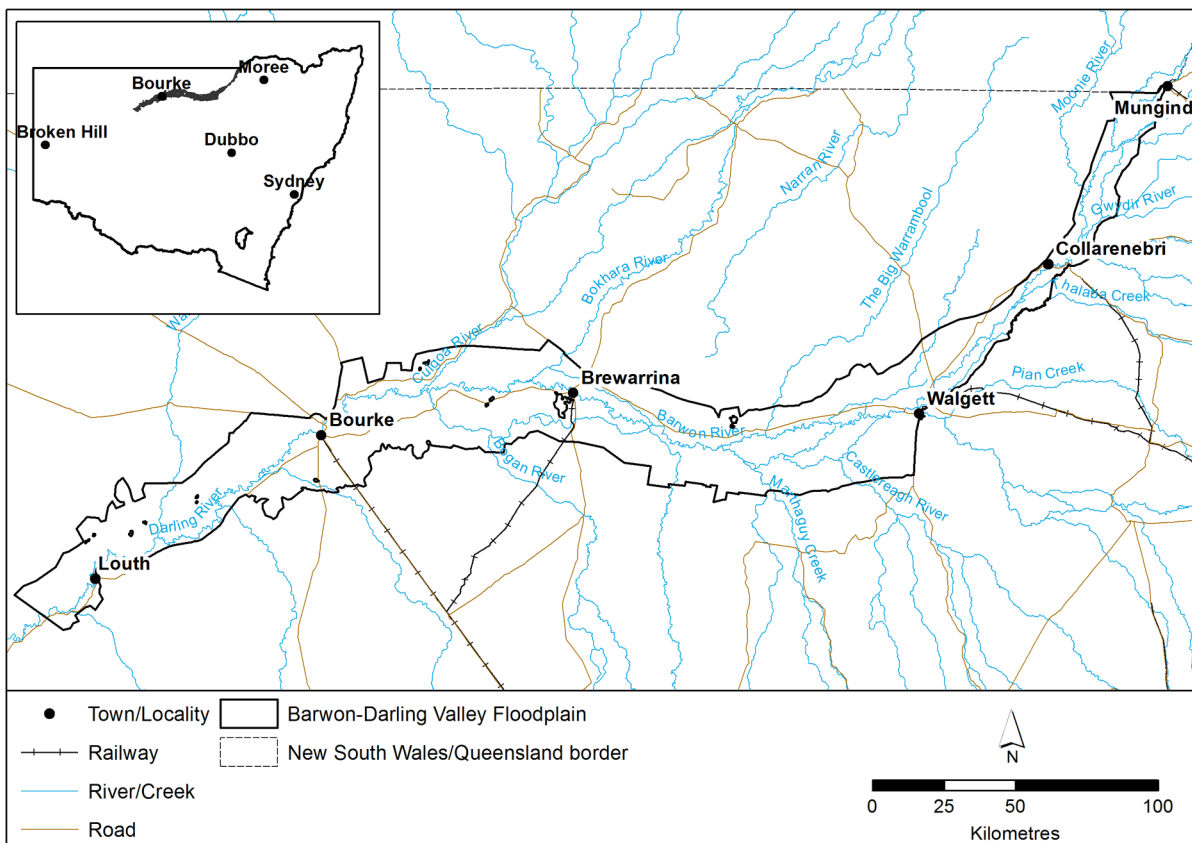 Moree
Bourke
Broken Hill
Dubbo
Sydney
Moonie River
Mungind
Narran River
Gwydir River
Collarenebri
The Big Warrambool
Bokhara River
Thalaba Creek
Wa
Culgoa River
Pian Creek
Brewarrina
Walgett
Barwon River
Bourke
Bogan River
Castlereagh River
Marthaguy Creek
Darling River
Louth
Town/Locality
Barwon-Darling Valley Floodplain
Railway
New South Wales/Queensland border
River/Creek
Road
N
0 25 50 100
Kilometres